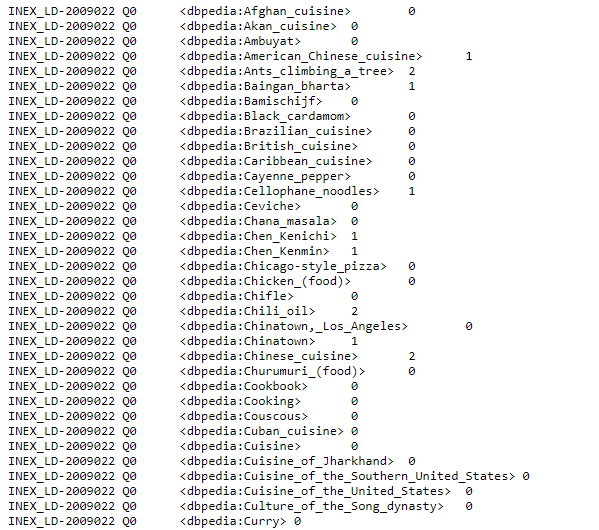 INEX_LD-2009022 Q0 <dbpedia:Afghan_cuisine> 0
INEX_LD-2009022 Q0 <dbpedia:Akan_cuisine> 0
INEX_LD-2009022 Q0 <dbpedia:Ambuyat> 0
INEX_LD-2009022 Q0 <dbpedia:American_Chinese_cuisine> 1
INEX_LD-2009022 Q0 <dbpedia:Ants_climbing_a_tree> 2
INEX_LD-2009022 Q0 <dbpedia:Baingan_bharta> 1
INEX_LD-2009022 Q0 <dbpedia:Bamischijf> 0
INEX_LD-2009022 Q0 <dbpedia:Black_cardamom> 0
INEX_LD-2009022 Q0 <dbpedia:Brazilian_cuisine> 0
INEX_LD-2009022 Q0 <dbpedia:British_cuisine> 0
INEX_LD-2009022 Q0 <dbpedia:Caribbean_cuisine> 0
INEX_LD-2009022 Q0 <dbpedia:Cayenne_pepper> 0
INEX_LD-2009022 Q0 <dbpedia:Cellophane_noodles> 1
INEX_LD-2009022 Q0 <dbpedia:Ceviche> 0
INEX_LD-2009022 Q0 <dbpedia:Chana_masala> 0
INEX_LD-2009022 Q0 <dbpedia:Chen_Kenichi> 1
INEX_LD-2009022 Q0 <dbpedia:Chen_Kenmin> 1
INEX_LD-2009022 Q0 <dbpedia:Chicago-style_pizza> 0
INEX_LD-2009022 Q0 <dbpedia:Chicken_(food)> 0
INEX_LD-2009022 Q0 <dbpedia:Chifle> 0
INEX_LD-2009022 Q0 <dbpedia:Chili_oil> 2
INEX_LD-2009022 Q0 <dbpedia:Chinatown,_Los_Angeles> 0
INEX_LD-2009022 Q0 <dbpedia:Chinatown> 1
INEX_LD-2009022 Q0 <dbpedia:Chinese_cuisine> 2
INEX_LD-2009022 Q0 <dbpedia:Churumuri_(food)> 0
INEX_LD-2009022 Q0 <dbpedia:Cookbook> 0
INEX_LD-2009022 Q0 <dbpedia:Cooking> 0
INEX_LD-2009022 Q0 <dbpedia:Couscous> 0
INEX_LD-2009022 Q0 <dbpedia:Cuban_cuisine> 0
INEX_LD-2009022 Q0 <dbpedia:Cuisine> 0
INEX_LD-2009022 Q0 <dbpedia:Cuisine_of_Jharkhand> 0
INEX_LD-2009022 Q0 <dbpedia:Cuisine_of_the_Southern_United_States> 0
INEX_LD-2009022 Q0 <dbpedia:Cuisine_of_the_United_States> 0
INEX_LD-2009022 Q0 <dbpedia:Culture_of_the_Song_dynasty> 0
INEX_LD-2009022 Q0 <dbpedia:Curry> 0